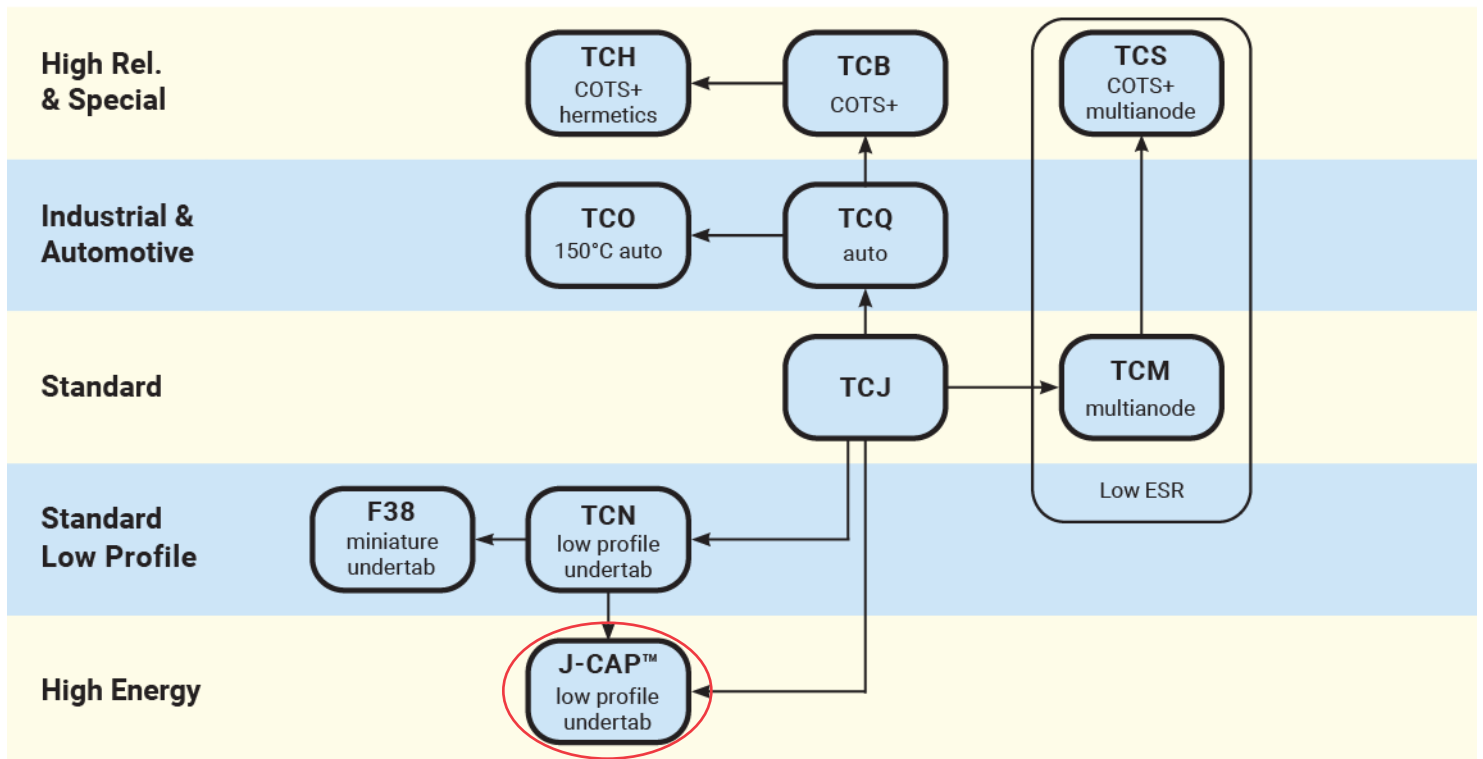 High Rel.
& Special
TCH
COTS+
hermetics
TCB
COTS+
TCS
COTS+
multianode
Industrial &
Automotive
TCO
150°C auto
TCQ
auto
Standard
TCJ
TCM
multianode
Low ESR
Standard
Low Profile
F38
miniature
undertab
TCN
low profile
undertab
High Energy
J-CAP™
low profile
undertab